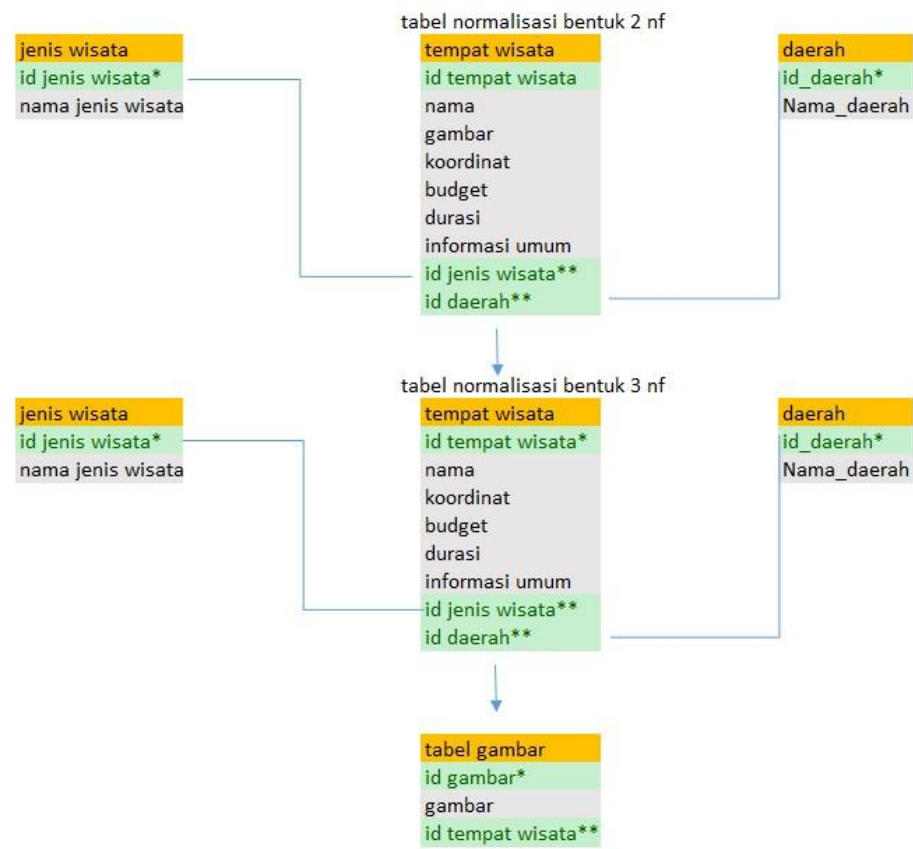 tabel normalisasi bentuk 2 nf
jenis wisata
id jenis wisata*
nama jenis wisata
tempat wisata
id tempat wisata
nama
gambar
koordinat
budget
durasi
informasi umum
id jenis wisata**
id daerah**
daerah
id_daerah*
Nama_daerah
tabel normalisasi bentuk 3 nf
jenis wisata
id jenis wisata*
nama jenis wisata
tempat wisata
id tempat wisata*
nama
koordinat
budget
durasi
informasi umum
id jenis wisata**
id daerah**
daerah
id_daerah*
Nama_daerah
tabel gambar
id gambar*
gambar
id tempat wisata**